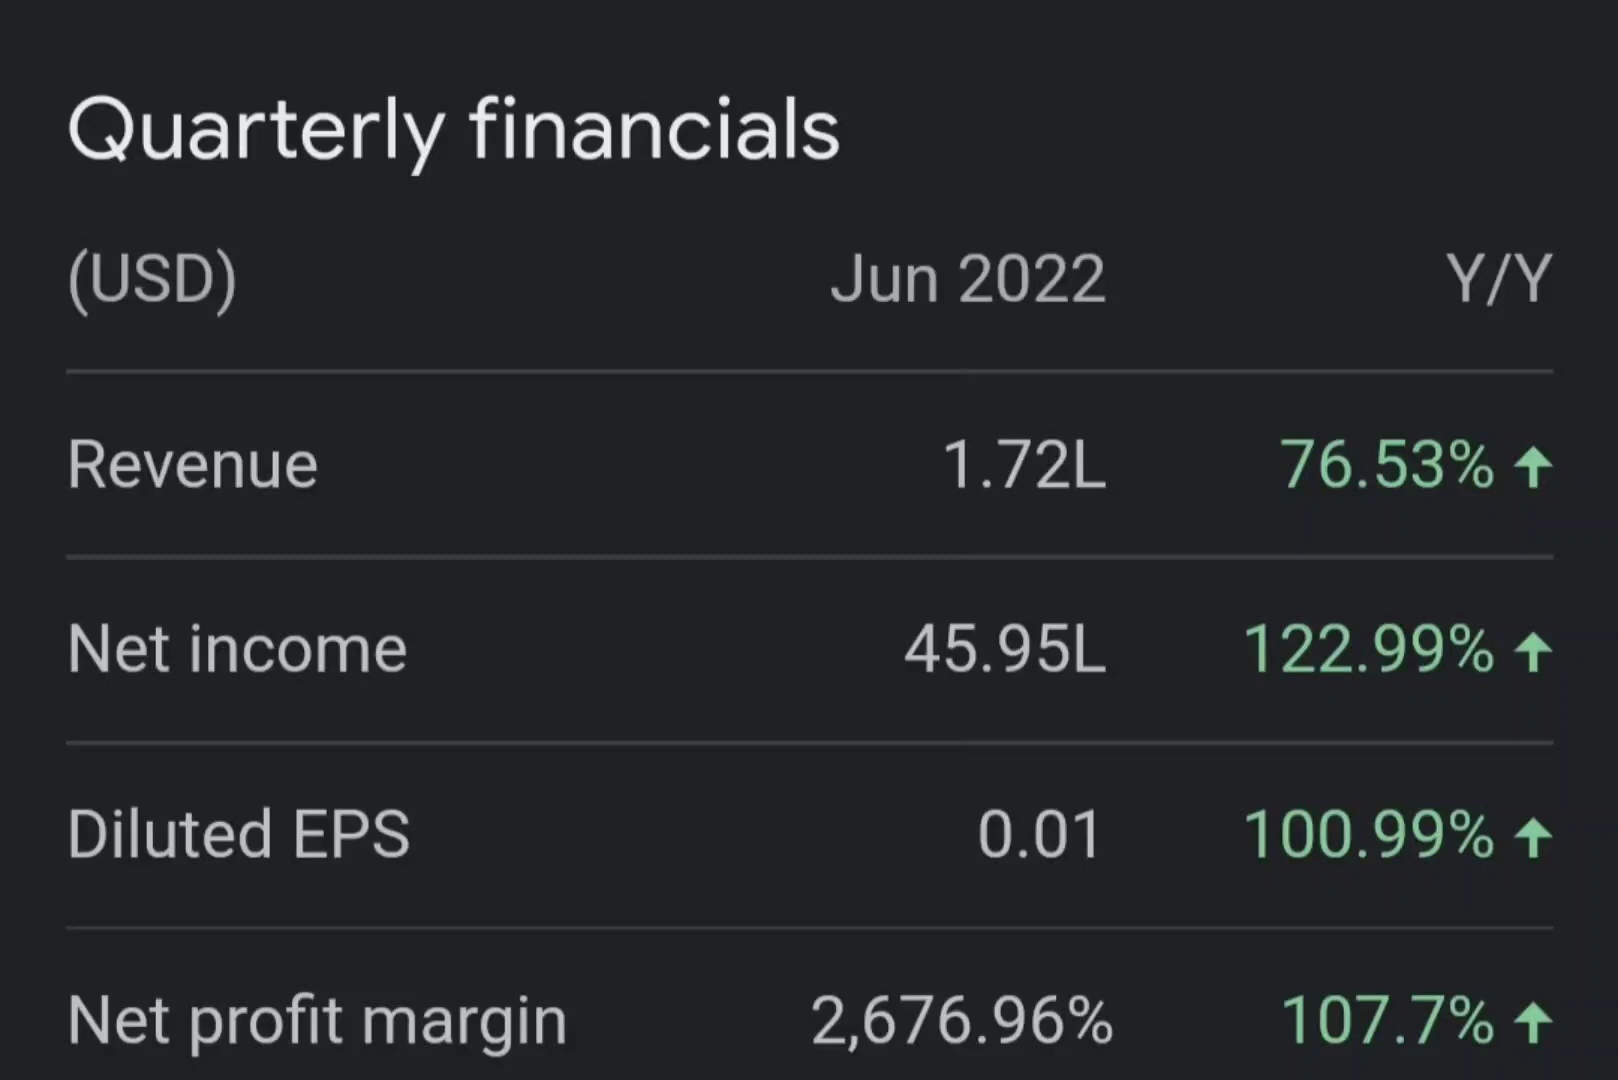 Quarterly financials
(USD) Jun 2022 Y/Y
Revenue 1.72L 76.53% ↑
Net income 45.95L 122.99% ↑
Diluted EPS 0.01 100.99% ↑
Net profit margin 2,676.96% 107.7% ↑